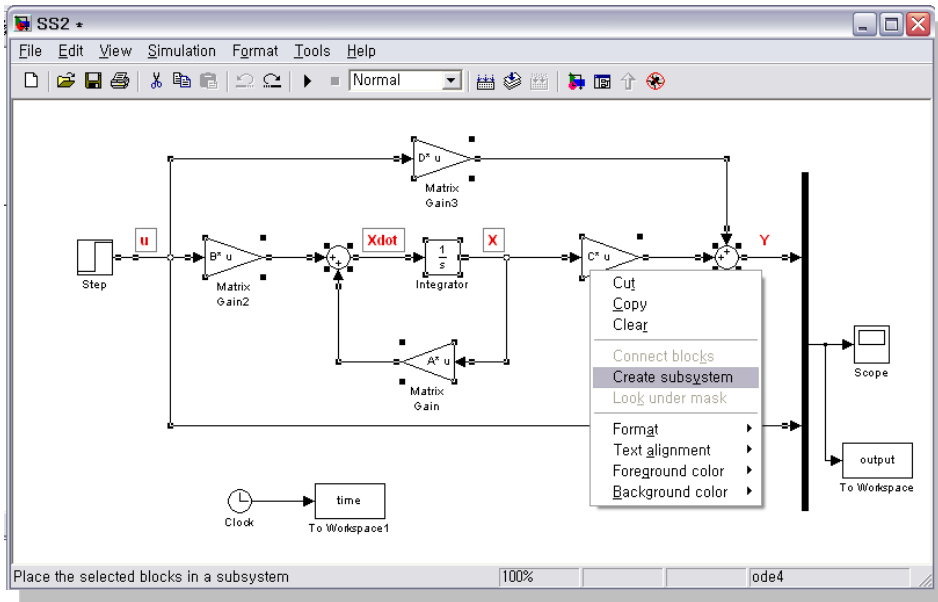 SS2 *
File Edit View Simulation Format Tools Help
Normal
D* u
Matrix
Gain3
u
Xdot
X
Y
Step
B* u
Matrix
Gain2
1
s
Integrator
C* u
A* u
Matrix
Gain
Cut
Copy
Clear
Connect blocks
Create subsystem
Look under mask
Format
Text alignment
Foreground color
Background color
Scope
output
To Workspace
Clock
time
To Workspace1
Place the selected blocks in a subsystem 100% ode4